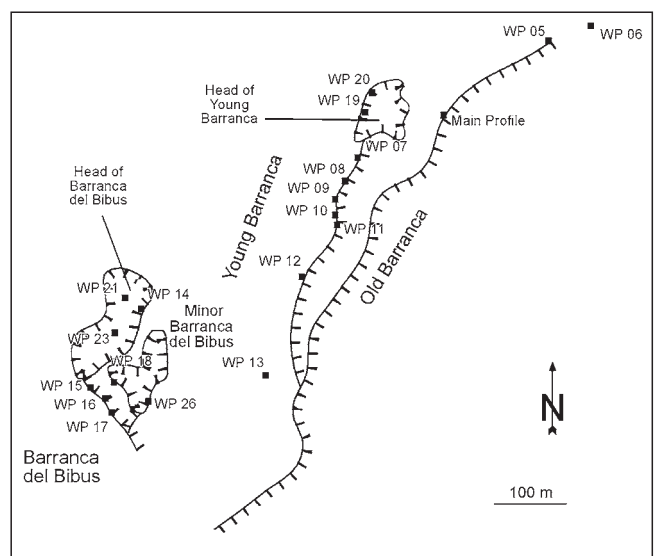 WP 05
WP 06
WP 20
Head of
Young
Barranca
WP 19
Main Profile
WP 07
WP 08
WP 09
WP 10
WP 11
Young Barranca
Old Barranca
WP 12
Head of
Barranca
del Bibus
WP 21
WP 14
Minor
Barranca
del Bibus
WP 23
WP 18
WP 13
WP 15
WP 16
WP 26
WP 17
Barranca
del Bibus
N
100 m